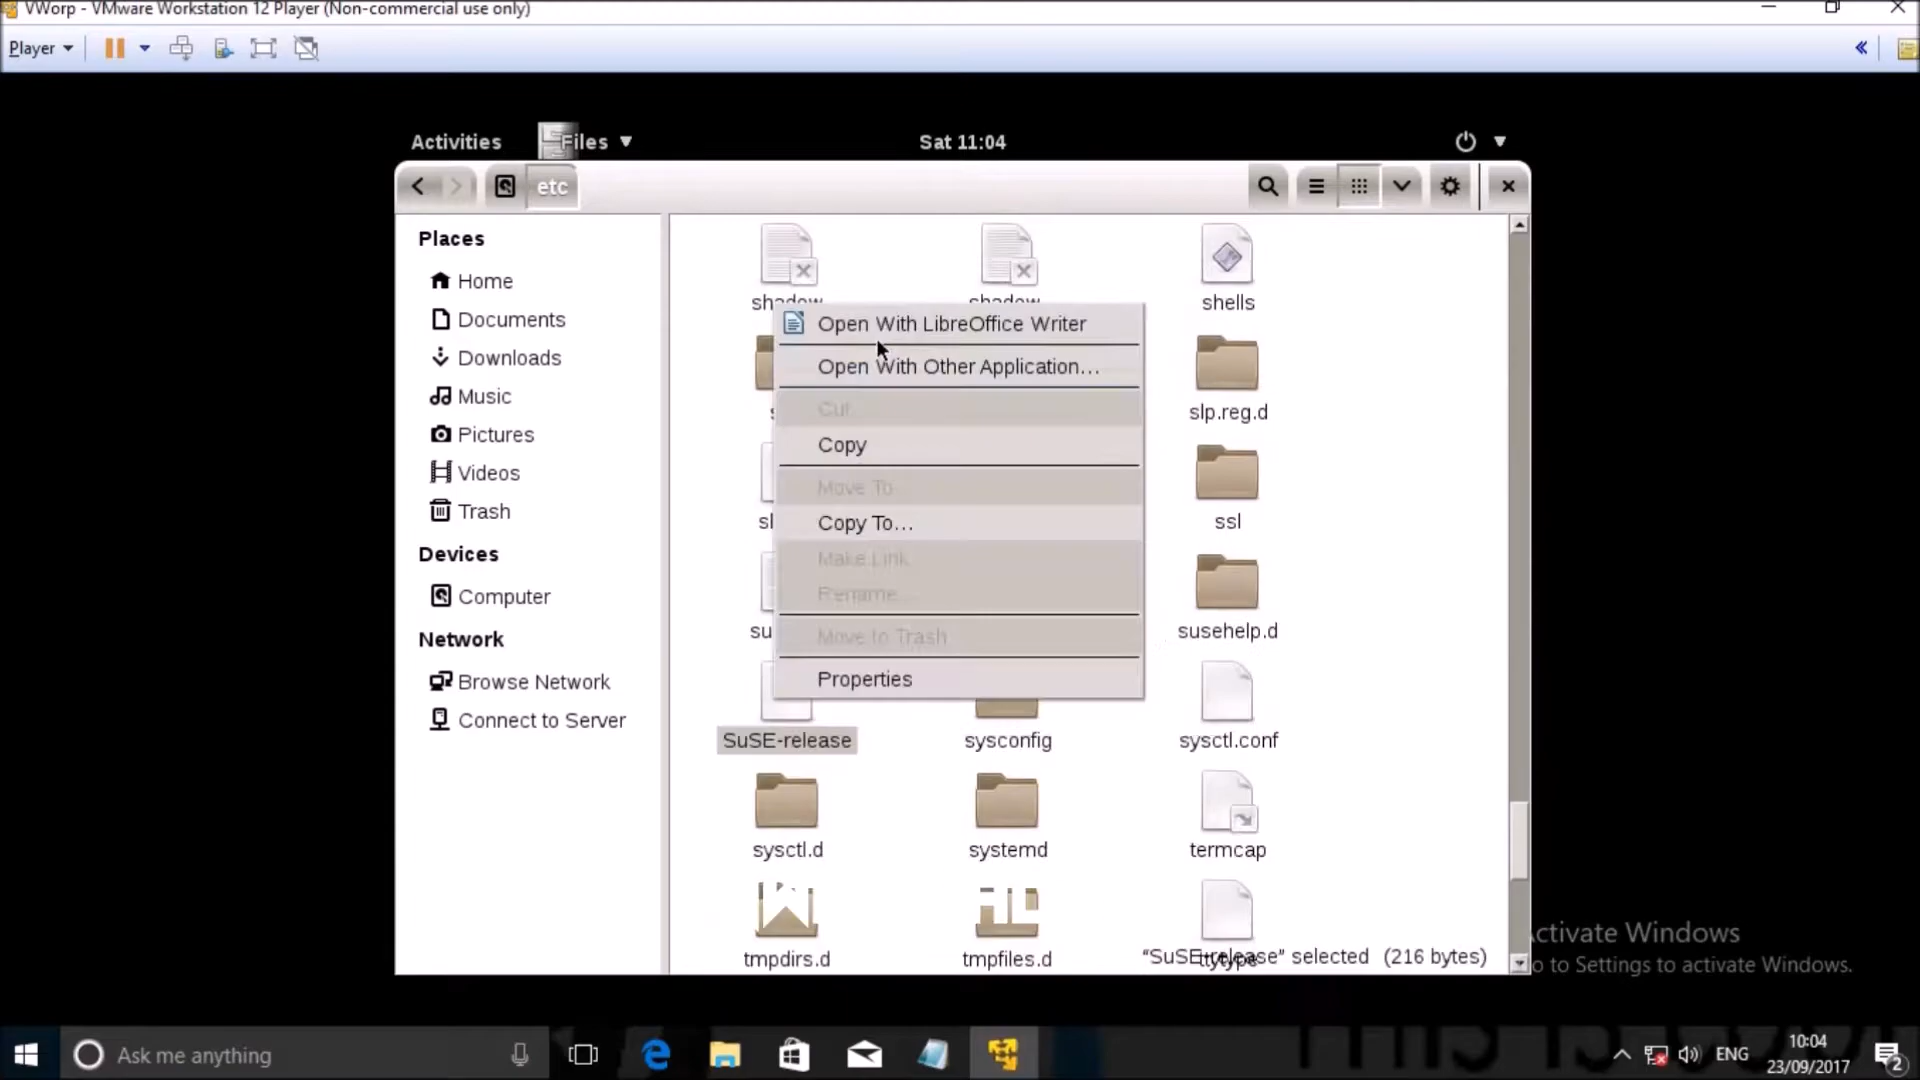 VWorp - VMware Workstation 12 Player (Non-commercial use only)
Player
Activities
Files
Sat 11:04
etc
Places
Home
Documents
Downloads
Music
Pictures
Videos
Trash
Devices
Computer
Network
Browse Network
Connect to Server
shadow
shadow
shells
Open With LibreOffice Writer
Open With Other Application...
Cut
Copy
Move To
Copy To...
Make Link
Rename...
Move to Trash
Properties
slp.reg.d
ssl
susehelp.d
SuSE-release
sysconfig
sysctl.conf
sysctl.d
systemd
termcap
tmpdirs.d
tmpfiles.d
ttytype
"SuSE-release" selected (216 bytes)
ctivate Windows
o to Settings to activate Windows.
Ask me anything
ENG
10:04
23/09/2017
2